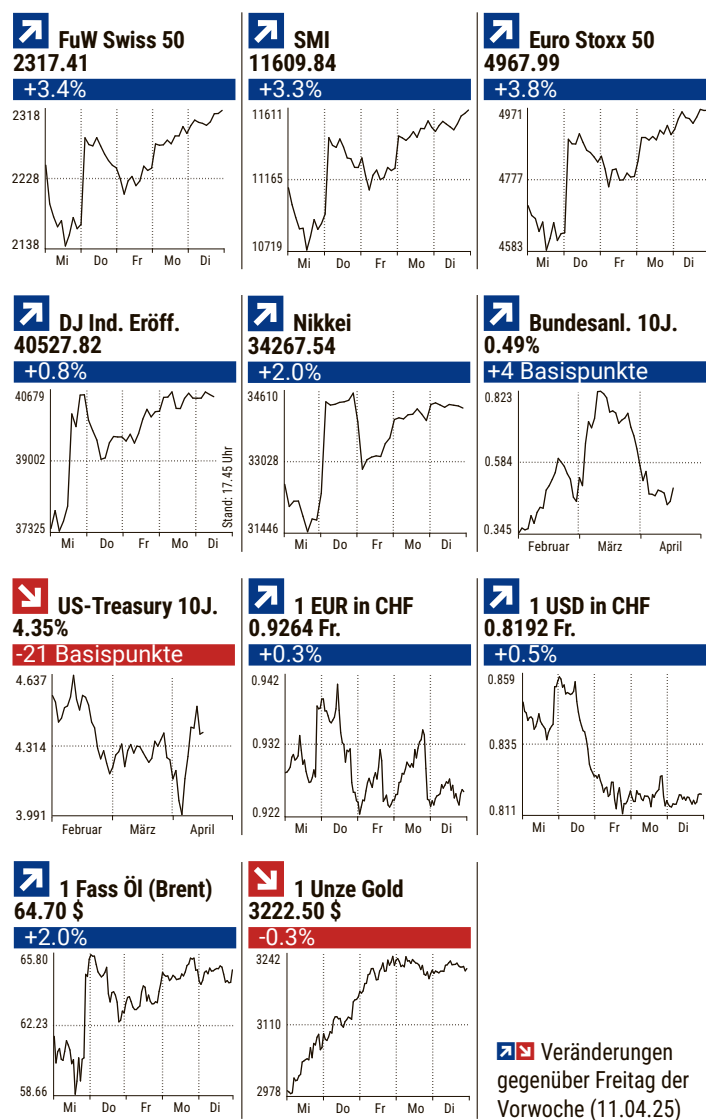 FuW Swiss 50
2317.41
+3.4%
2318
2228
2138
Mi Do Fr Mo Di
SMI
11609.84
+3.3%
11611
11165
10719
Mi Do Fr Mo Di
Euro Stoxx 50
4967.99
+3.8%
4971
4777
4583
Mi Do Fr Mo Di
DJ Ind. Eröff.
40527.82
+0.8%
40679
39002
37325
Mi Do Fr Mo Di
Stand: 17.45 Uhr
Nikkei
34267.54
+2.0%
34610
33028
31446
Mi Do Fr Mo Di
Bundesanl. 10J.
0.49%
+4 Basispunkte
0.823
0.584
0.345
Februar März April
US-Treasury 10J.
4.35%
-21 Basispunkte
4.637
4.314
3.991
Februar März April
1 EUR in CHF
0.9264 Fr.
+0.3%
0.942
0.932
0.922
Mi Do Fr Mo Di
1 USD in CHF
0.8192 Fr.
+0.5%
0.859
0.835
0.811
Mi Do Fr Mo Di
1 Fass Öl (Brent)
64.70 $
+2.0%
65.80
62.23
58.66
Mi Do Fr Mo Di
1 Unze Gold
3222.50 $
-0.3%
3242
3110
2978
Mi Do Fr Mo Di
Veränderungen
gegenüber Freitag der
Vorwoche (11.04.25)